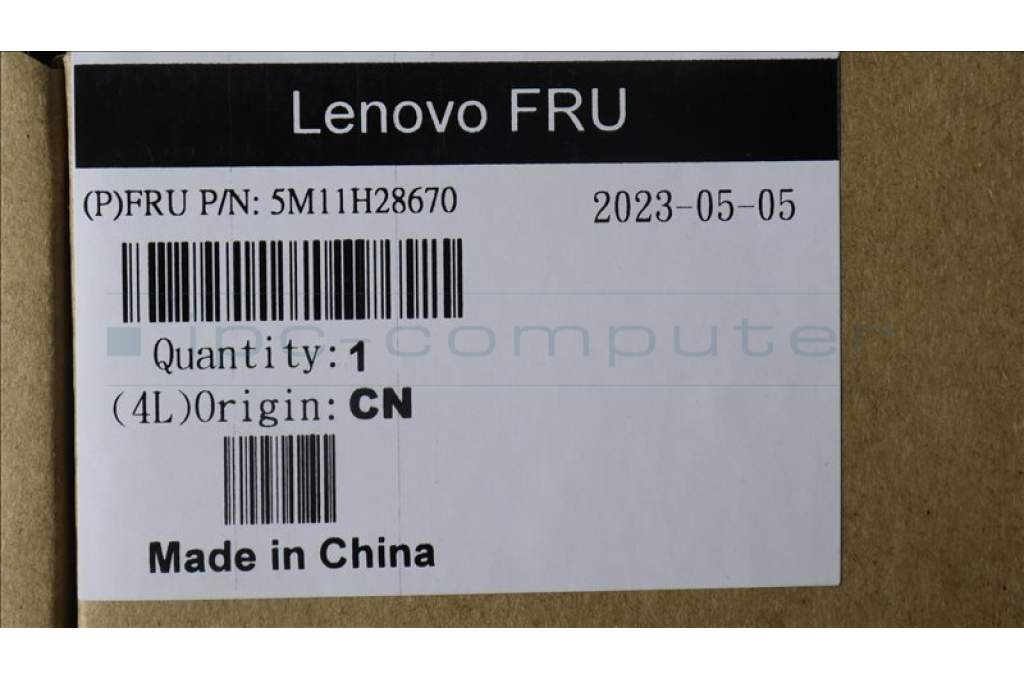 Lenovo FRU
(P)FRU P/N: 5M11H28670
2023-05-05
ipc-computer
Quantity: 1
(4L)Origin: CN
Made in China